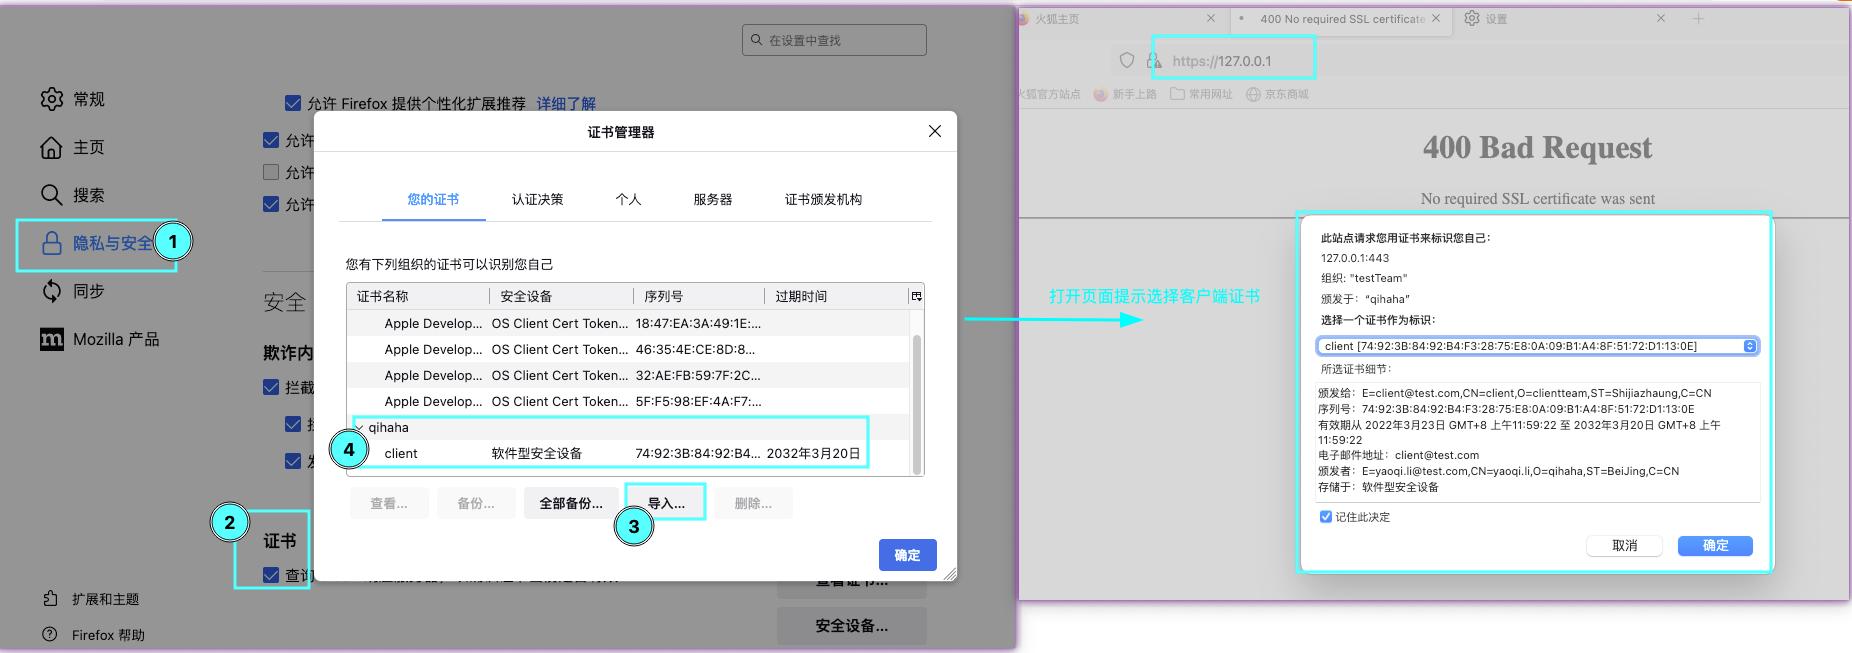 在设置中查找
常规
主页
搜索
隐私与安全
1
同步
Mozilla 产品
扩展和主题
Firefox 帮助
允许 Firefox 提供个性化扩展推荐 详细了解
允许
允许
允许
安全
欺诈内
拦截
2
证书
查询
安全设备...
证书管理器
您的证书 认证决策 个人 服务器 证书颁发机构
您有下列组织的证书可以识别您自己
证书名称 安全设备 序列号 过期时间
Apple Develop... OS Client Cert Token... 18:47:EA:3A:49:1E:...
Apple Develop... OS Client Cert Token... 46:35:4E:CE:8D:8...
Apple Develop... OS Client Cert Token... 32:AE:FB:59:7F:2C...
Apple Develop... OS Client Cert Token... 5F:F5:98:EF:4A:F7:...
qihaha
4
client 软件型安全设备 74:92:3B:84:92:B4... 2032年3月20日
查看... 备份... 全部备份... 导入... 删除...
3
确定
打开页面提示选择客户端证书
火狐主页 400 No required SSL certificate 设置
https://127.0.0.1
火狐官方站点 新手上路 常用网址 京东商城
400 Bad Request
No required SSL certificate was sent
此站点请求您用证书来标识您自己：
127.0.0.1:443
组织: "testTeam"
颁发于: “qihaha”
选择一个证书作为标识：
client [74:92:3B:84:92:B4:F3:28:75:E8:0A:09:B1:A4:8F:51:72:D1:13:0E]
所选证书细节：
颁发给：E=client@test.com,CN=client,O=clientteam,ST=Shijiazhaung,C=CN
序列号：74:92:3B:84:92:B4:F3:28:75:E8:0A:09:B1:A4:8F:51:72:D1:13:0E
有效期从 2022年3月23日 GMT+8 上午11:59:22 至 2032年3月20日 GMT+8 上午
11:59:22
电子邮件地址：client@test.com
颁发者：E=yaoqi.li@test.com,CN=yaoqi.li,O=qihaha,ST=BeiJing,C=CN
存储于：软件型安全设备
记住此决定
取消 确定